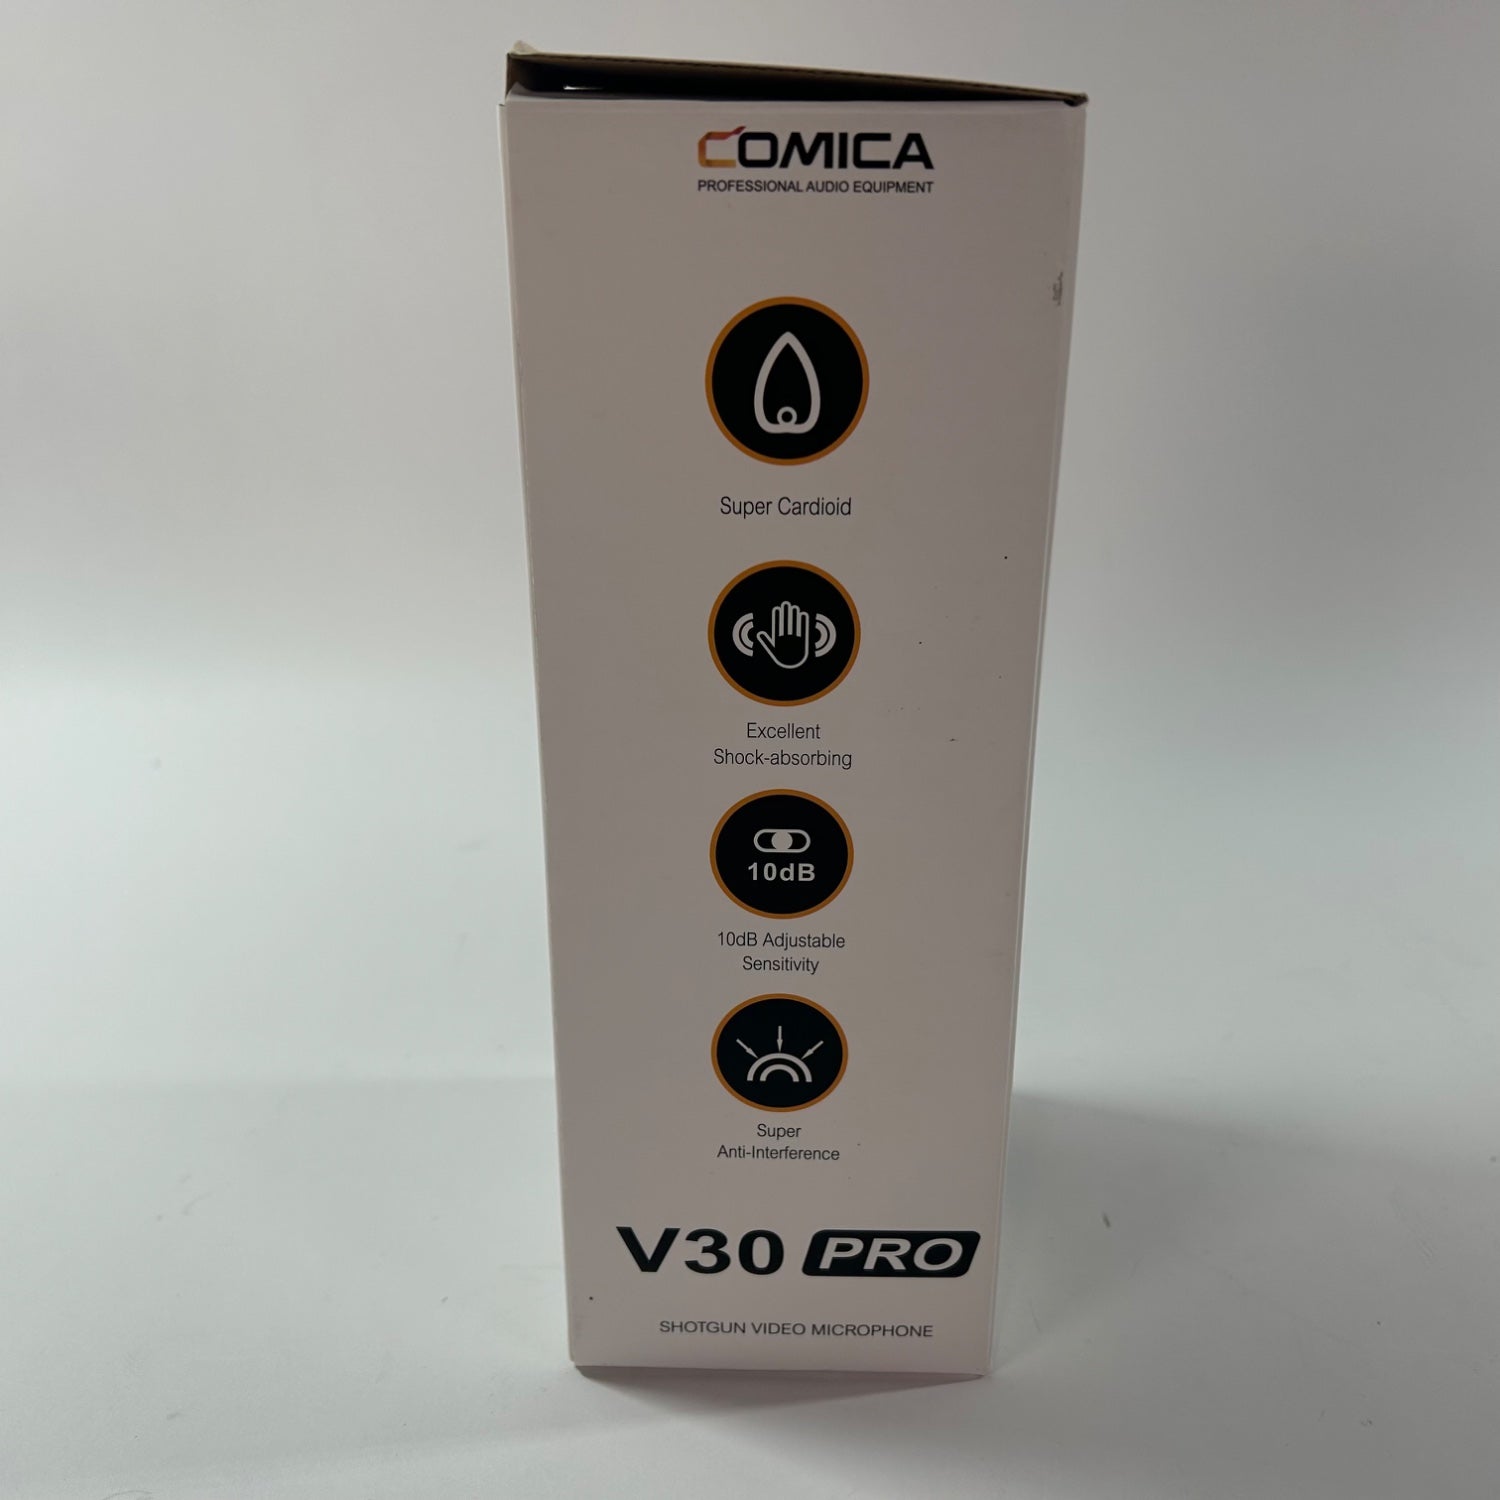 COMICA
PROFESSIONAL AUDIO EQUIPMENT
Super Cardioid
Excellent
Shock-absorbing
10dB
10dB Adjustable
Sensitivity
Super
Anti-Interference
V30 PRO
SHOTGUN VIDEO MICROPHONE